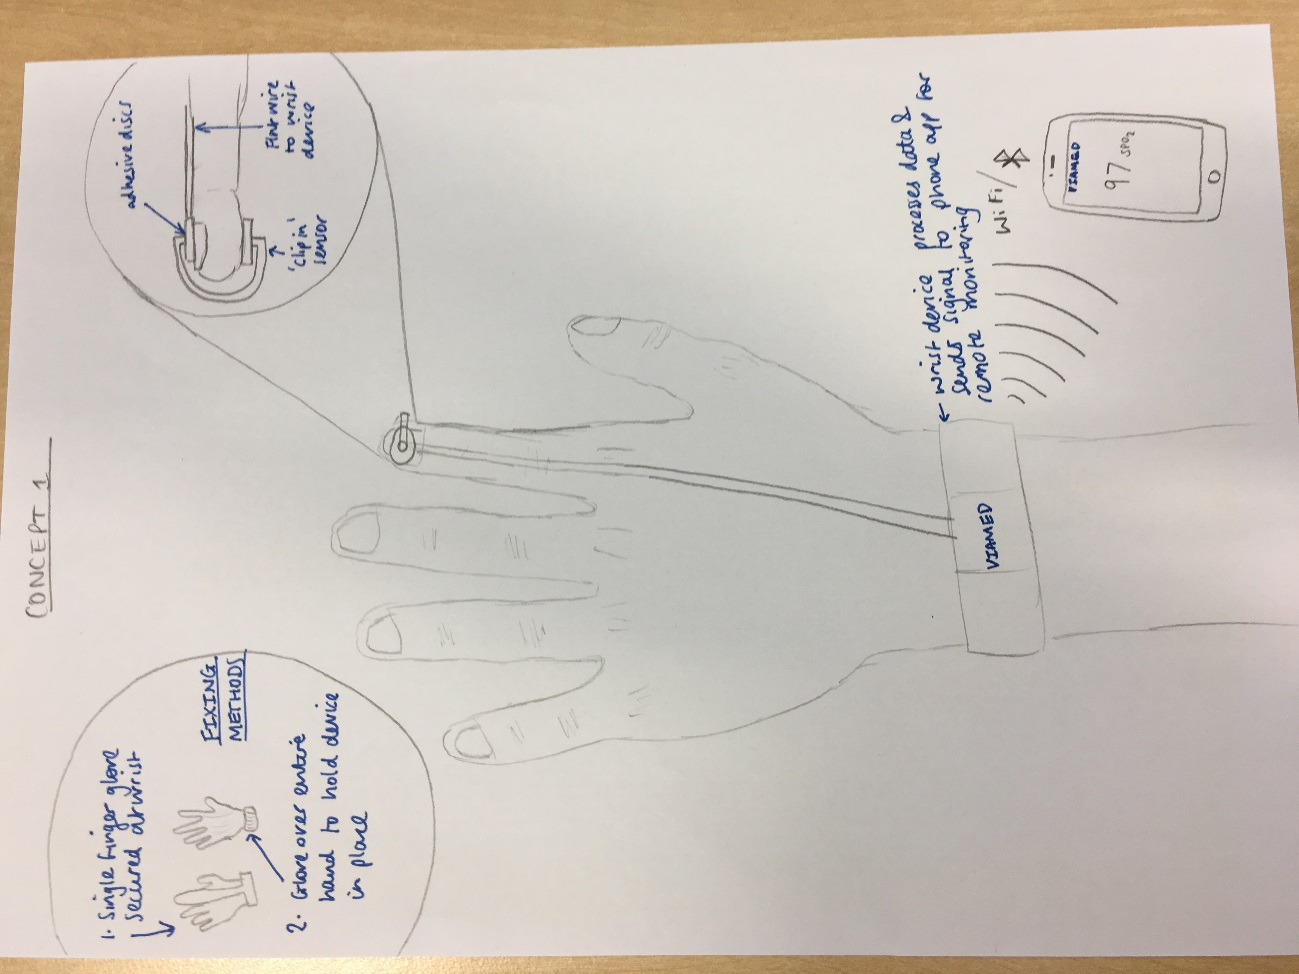 CONCEPT 1
1. Single finger glove
secured at wrist
FIXING
METHODS
2. Glove over entire
hand to hold device
in place
adhesive discs
Flat wire
to wrist
device
'Clip in'
sensor
← wrist device processes data &
sends signal to phone app for
remote monitoring
WiFi/
VIAMED
97 SPO2
VIAMED